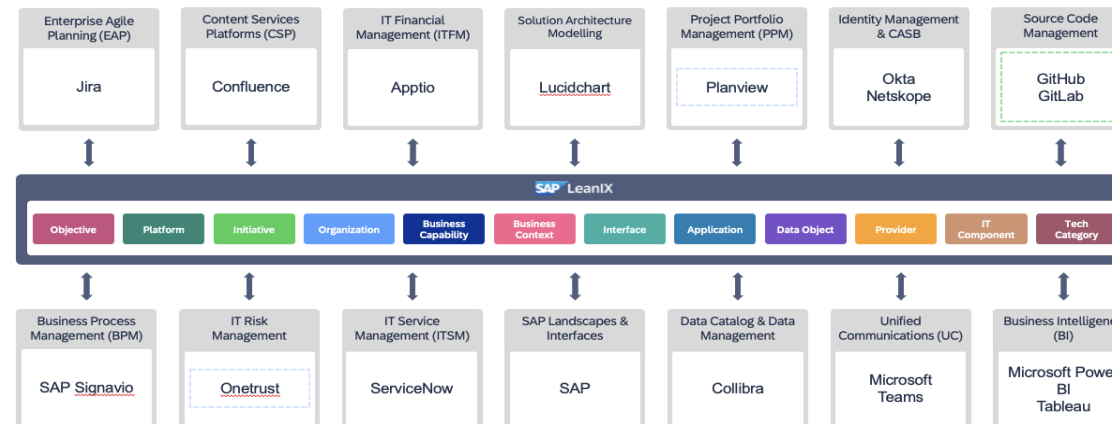 Enterprise Agile
Planning (EAP)
Jira
Content Services
Platforms (CSP)
Confluence
IT Financial
Management (ITFM)
Apptio
Solution Architecture
Modelling
Lucidchart
Project Portfolio
Management (PPM)
Planview
Identity Management
& CASB
Okta
Netskope
Source Code
Management
GitHub
GitLab
SAP LeanIX
Objective
Platform
Initiative
Organization
Business
Capability
Business
Context
Interface
Application
Data Object
Provider
IT
Component
Tech
Category
Business Process
Management (BPM)
SAP Signavio
IT Risk
Management
Onetrust
IT Service
Management (ITSM)
ServiceNow
SAP Landscapes &
Interfaces
SAP
Data Catalog & Data
Management
Collibra
Unified
Communications (UC)
Microsoft
Teams
Business Intelligenc
(BI)
Microsoft Powe
BI
Tableau